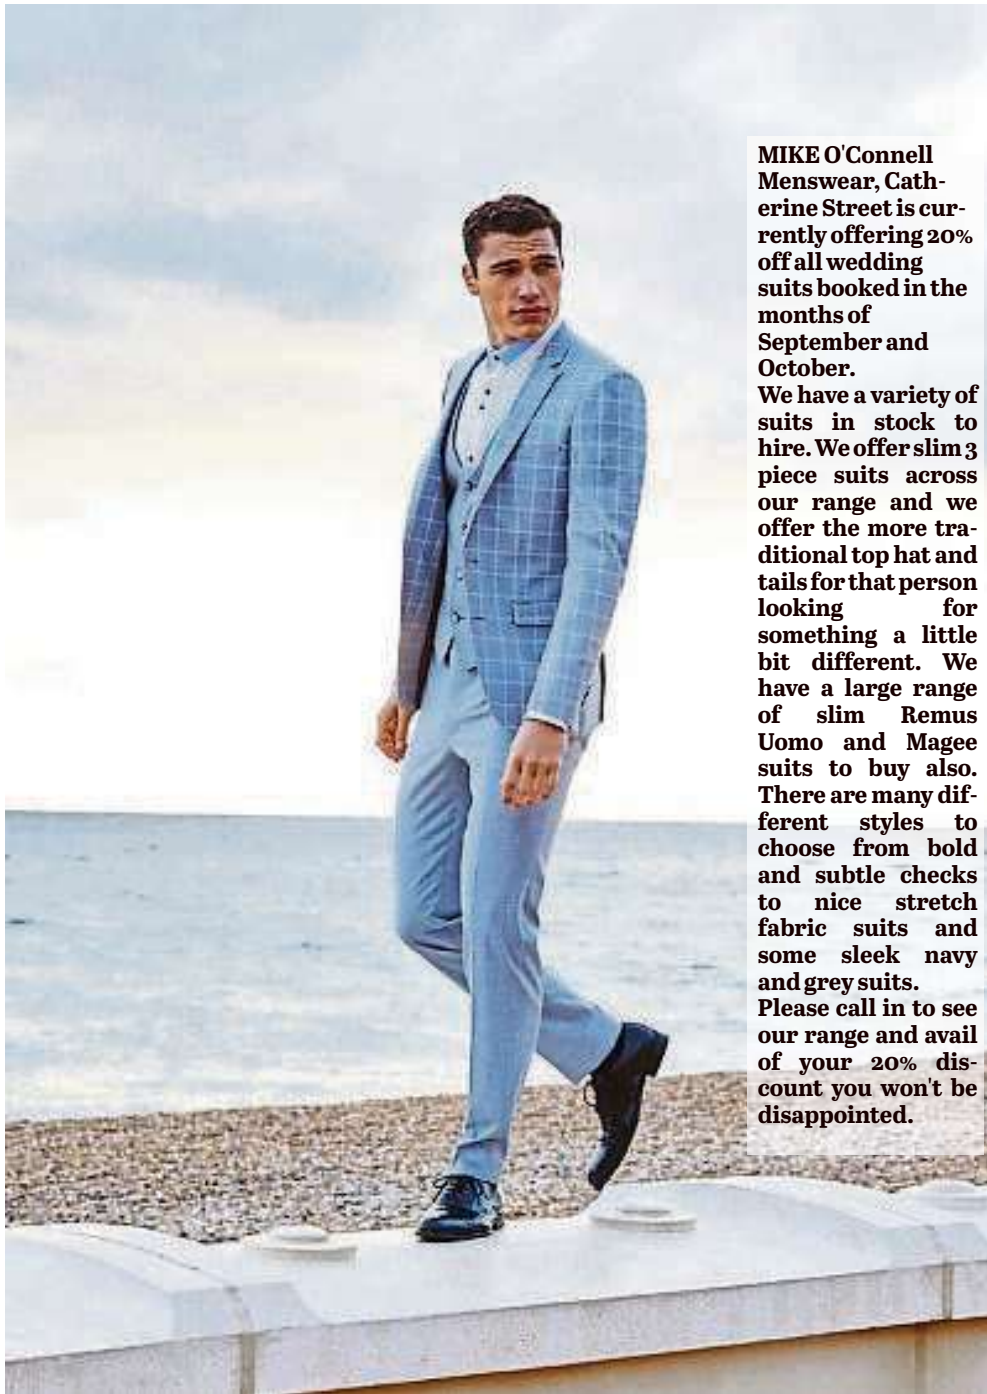 MIKE O'Connell
Menswear, Cath-
erine Street is cur-
rently offering 20%
off all wedding
suits booked in the
months of
September and
October.
We have a variety of
suits in stock to
hire. We offer slim 3
piece suits across
our range and we
offer the more tra-
ditional top hat and
tails for that person
looking for
something a little
bit different. We
have a large range
of slim Remus
Uomo and Magee
suits to buy also.
There are many dif-
ferent styles to
choose from bold
and subtle checks
to nice stretch
fabric suits and
some sleek navy
and grey suits.
Please call in to see
our range and avail
of your 20% dis-
count you won't be
disappointed.